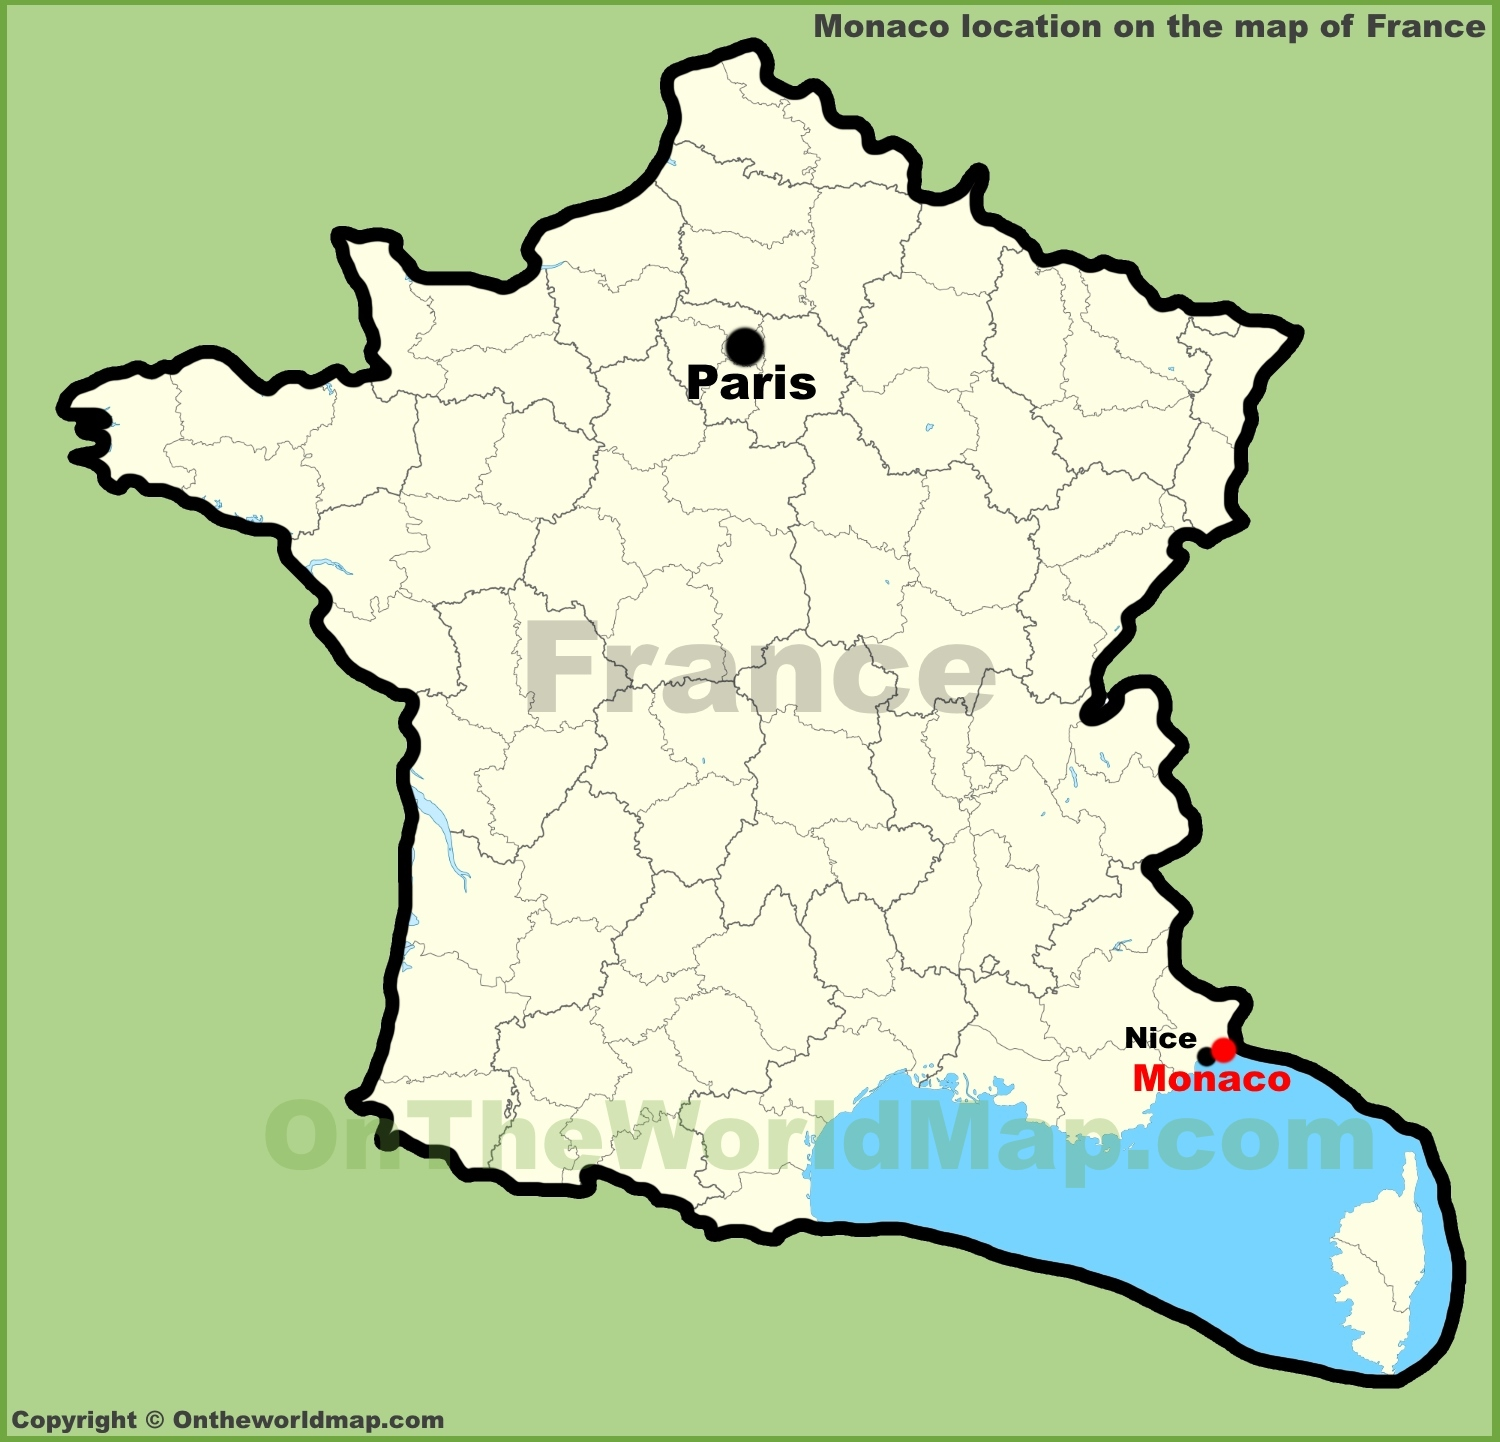 Monaco location on the map of France
Paris
France
Nice
Monaco
OnTheWorldMap.com
Copyright © Ontheworldmap.com